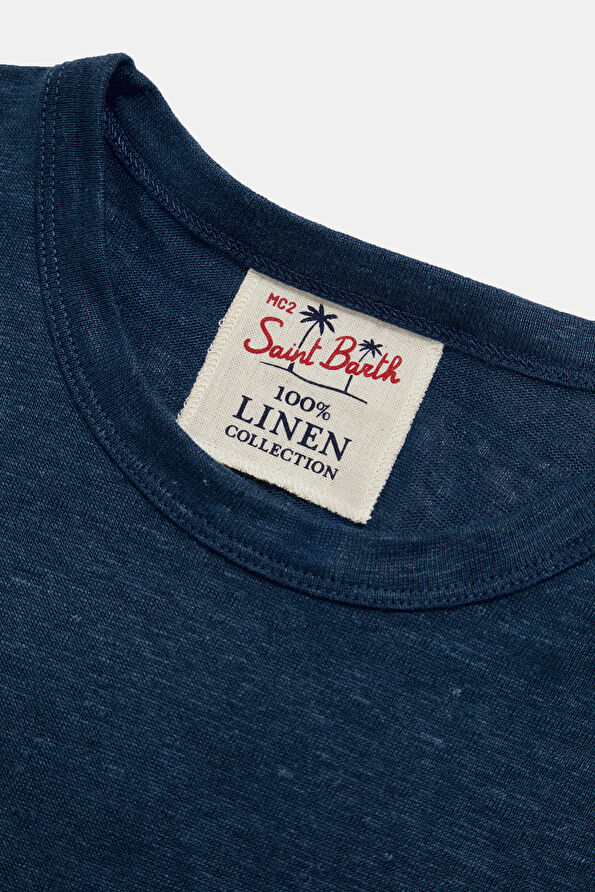 MC2
Saint Barth
100%
LINEN
COLLECTION